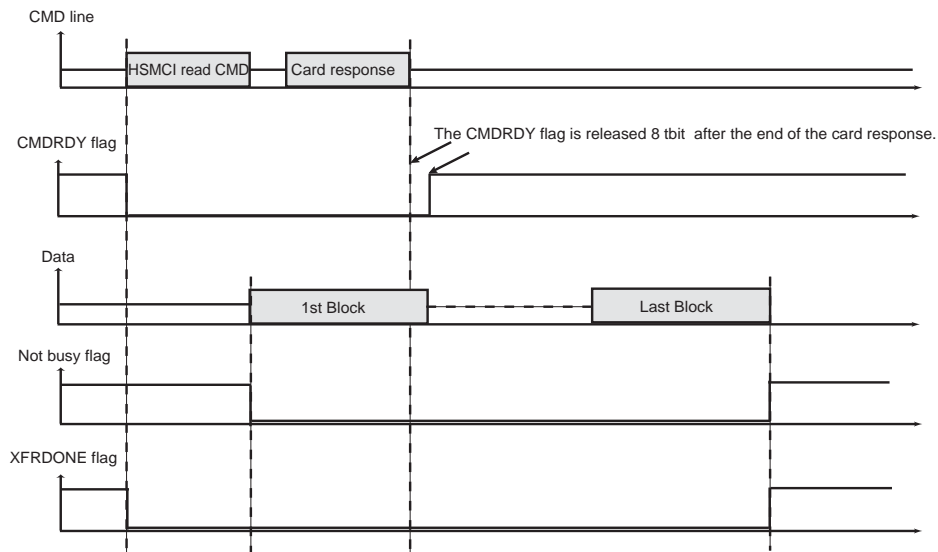 CMD line
HSMCI read CMD
Card response
The CMDRDY flag is released 8 tbit after the end of the card response.
CMDRDY flag
Data
1st Block
Last Block
Not busy flag
XFRDONE flag